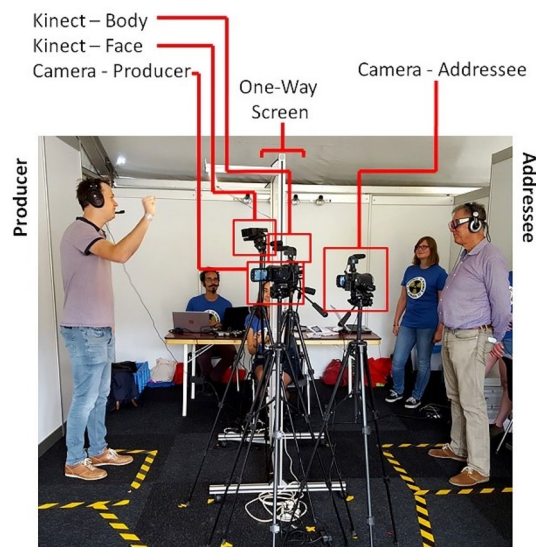 Kinect – Body
Kinect – Face
Camera - Producer
One-Way
Screen
Camera - Addressee
Producer
Addressee